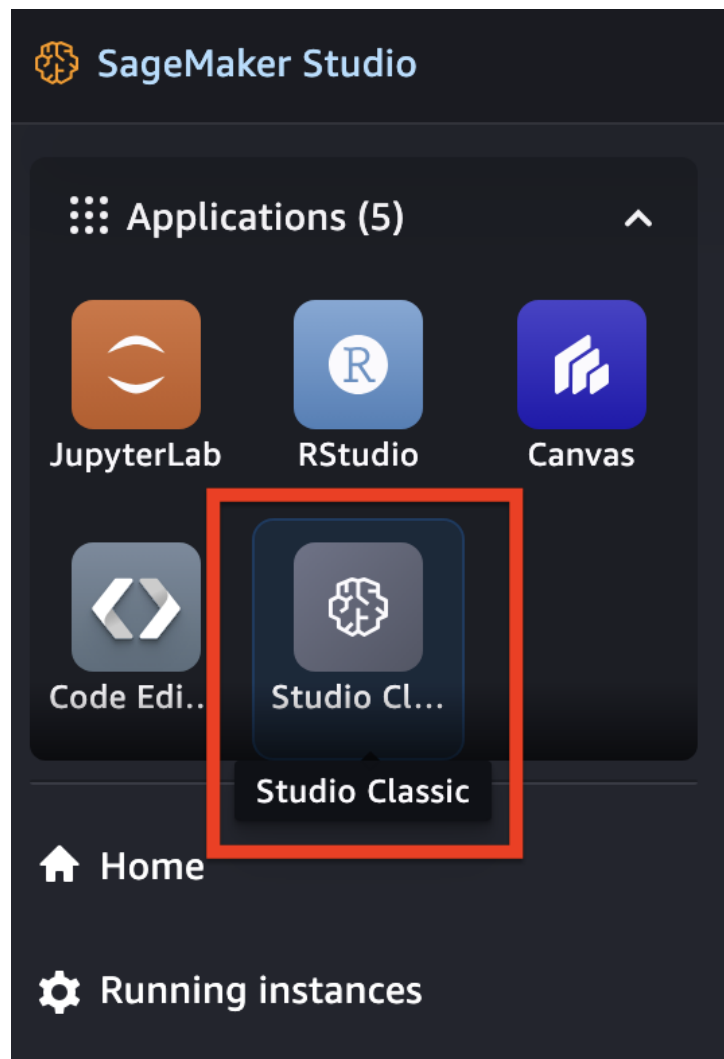 SageMaker Studio
Applications (5)
JupyterLab RStudio Canvas
Code Edi.. Studio Cl...
Studio Classic
Home
Running instances